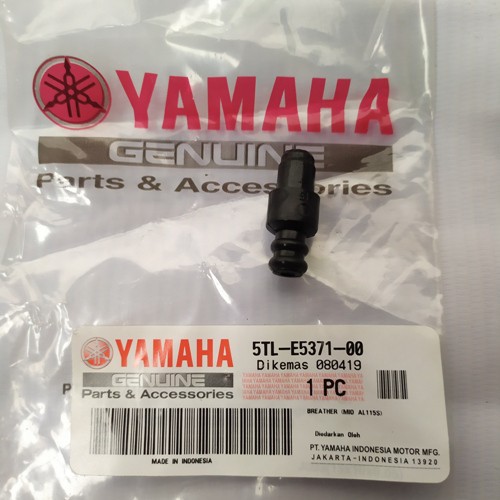 YAMAHA
GENUINE
Parts & Accessories
YAMAHA
GENUINE
Parts & Accessories
MADE IN INDONESIA
5TL-E5371-00
Dikemas 080419
1 PC
BREATHER (MIO AL115S)
Diedarkan Oleh
PT. YAMAHA INDONESIA MOTOR MFG.
JAKARTA-INDONESIA 13920